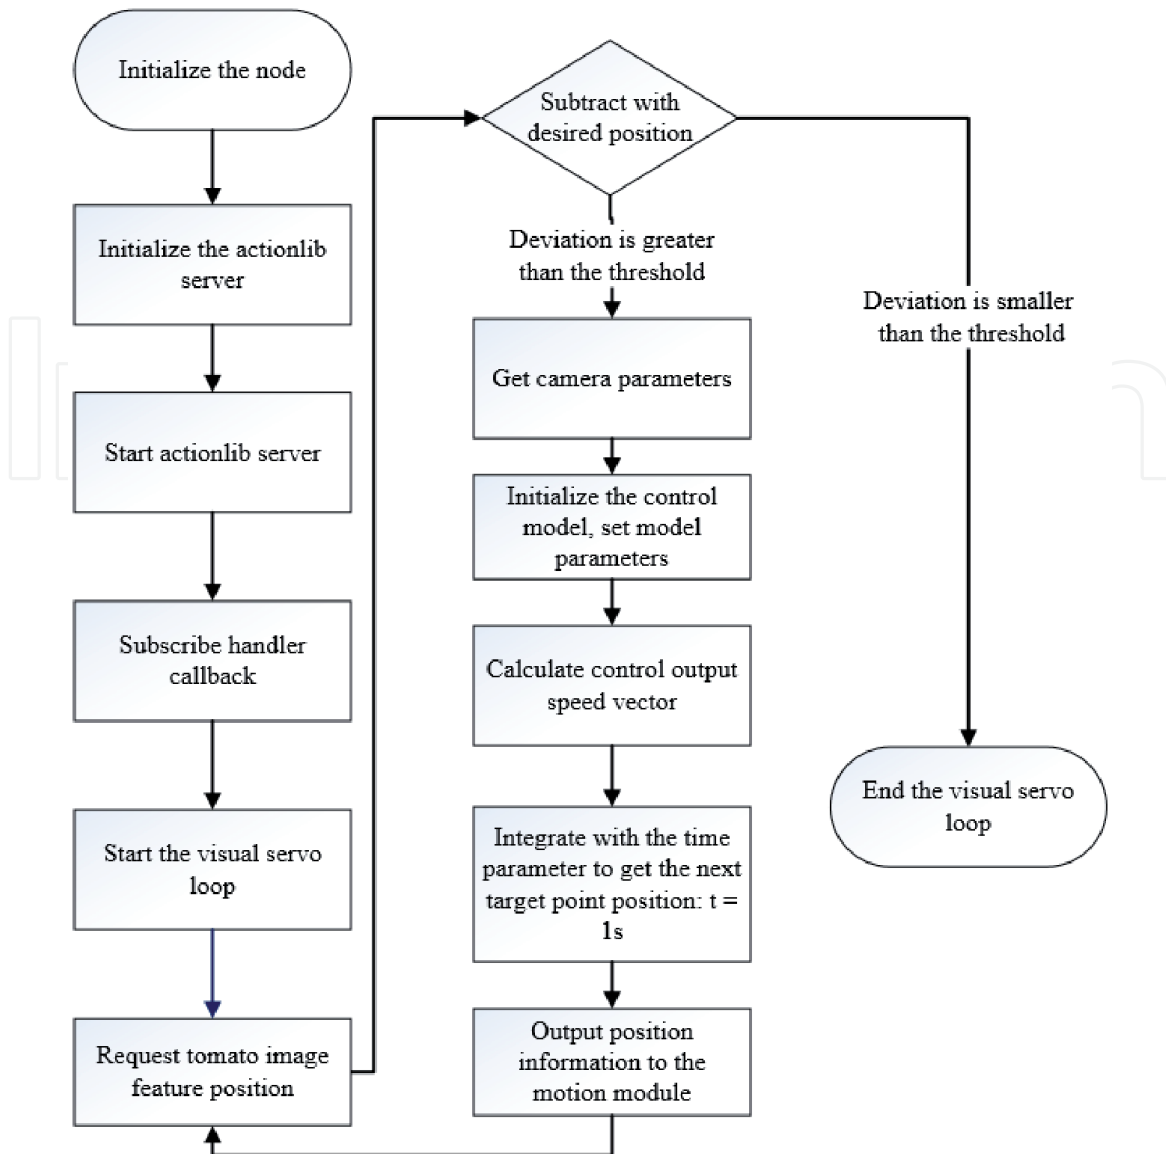 Initialize the node
Initialize the actionlib
server
Start actionlib server
Subscribe handler
callback
Start the visual servo
loop
Request tomato image
feature position
Subtract with
desired position
Deviation is greater
than the threshold
Get camera parameters
Initialize the control
model, set model
parameters
Calculate control output
speed vector
Integrate with the time
parameter to get the next
target point position: t =
1s
Output position
information to the
motion module
Deviation is smaller
than the threshold
End the visual servo
loop